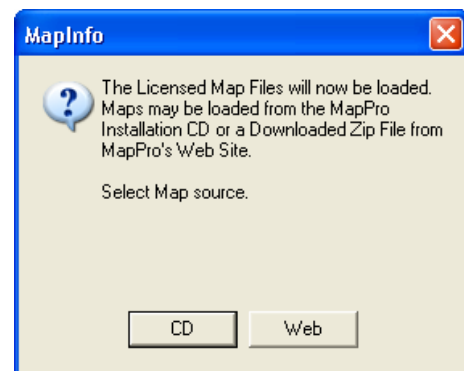 MapInfo
The Licensed Map Files will now be loaded.
Maps may be loaded from the MapPro
Installation CD or a Downloaded Zip File from
MapPro's Web Site.
Select Map source.
CD
Web